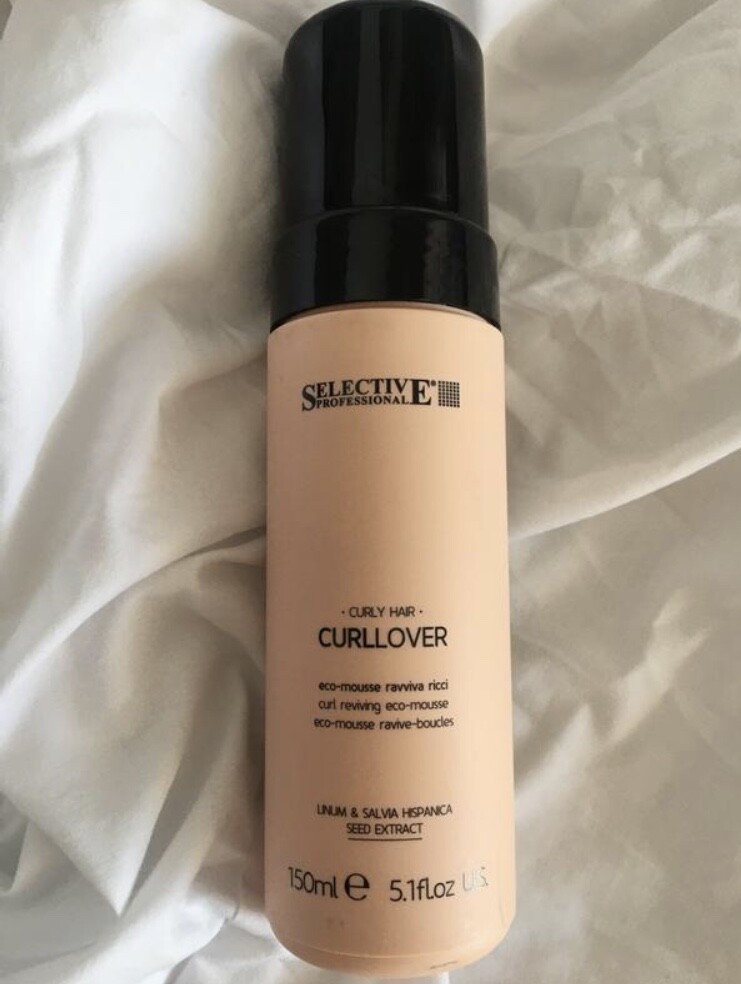 SELECTIVE®
PROFESSIONAL
• CURLY HAIR •
CURLLOVER
eco-mousse ravviva ricci
curl reviving eco-mousse
eco-mousse ravive-boucles
LINUM & SALVIA HISPANICA
SEED EXTRACT
150ml e 5.1fl.oz U.S.